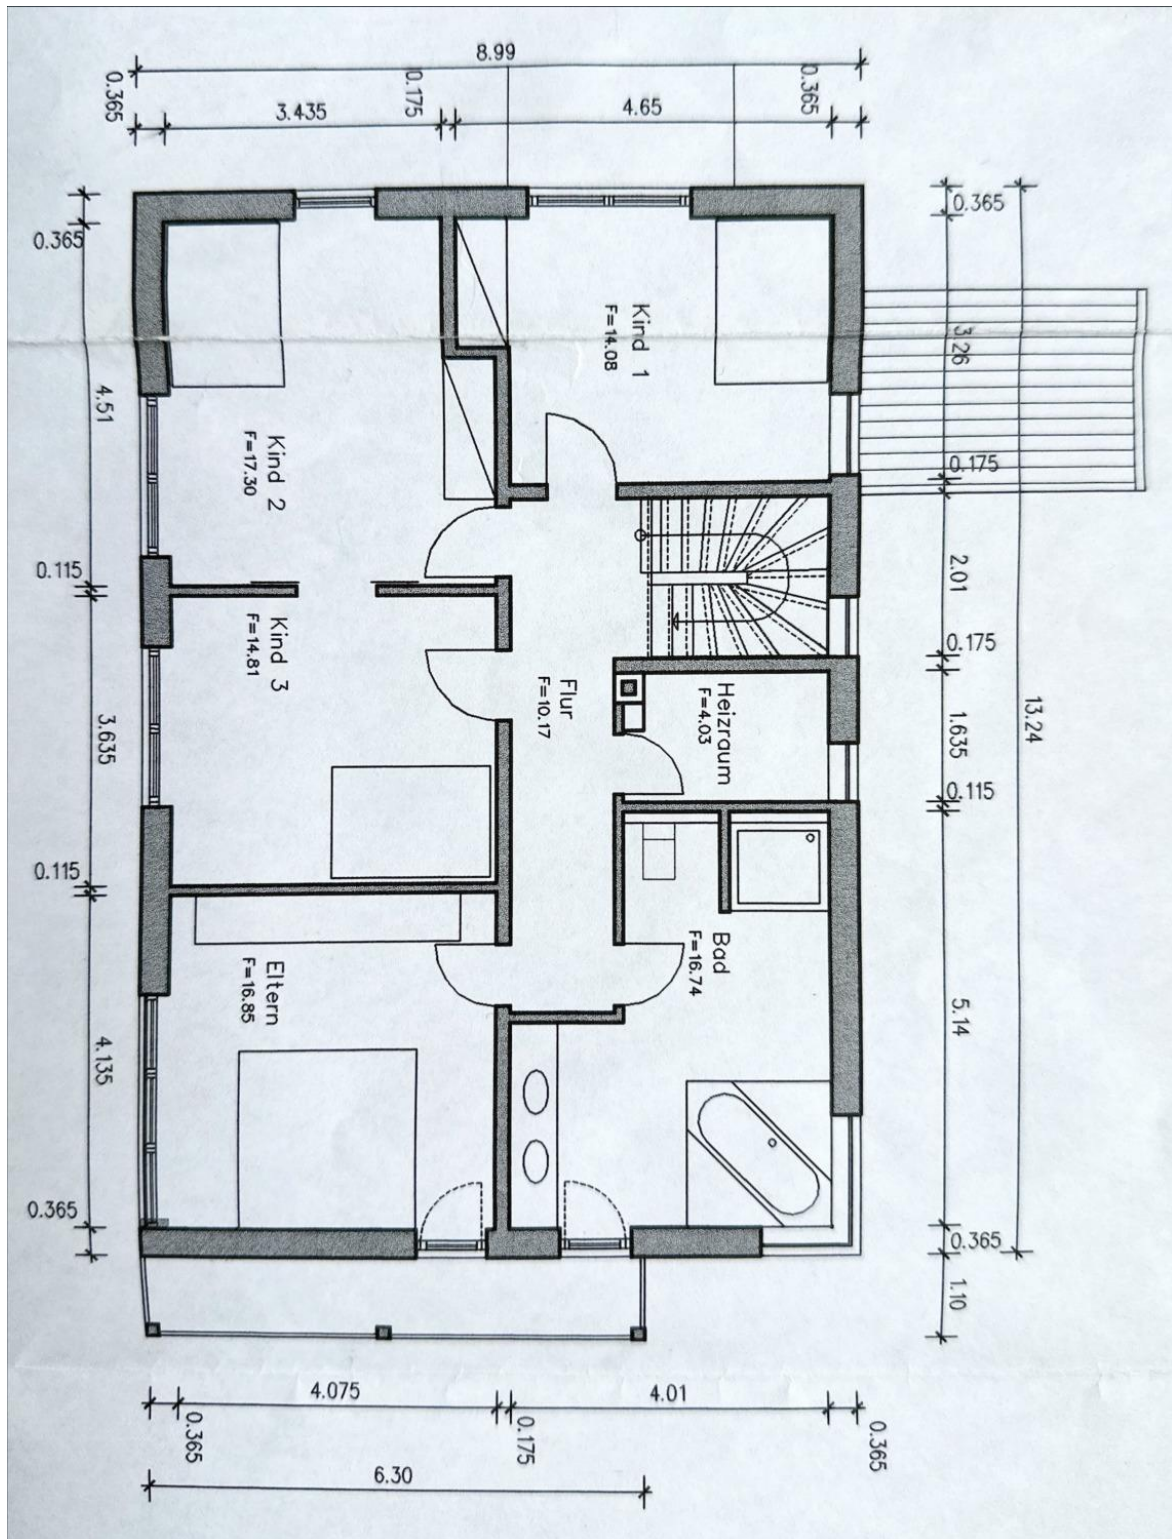 8.99
0.365
3.435
0.175
4.65
0.365
0.365
4.51
0.115
3.635
0.115
4.135
0.365
0.365
3.26
0.175
2.01
0.175
1.635
0.115
5.14
0.365
1.10
13.24
Kind 1
F=14.08
Kind 2
F=17.30
Kind 3
F=14.81
Flur
F=10.17
Heizraum
F=4.03
Bad
F=16.74
Eltern
F=16.85
4.075
4.01
0.365
0.175
0.365
6.30